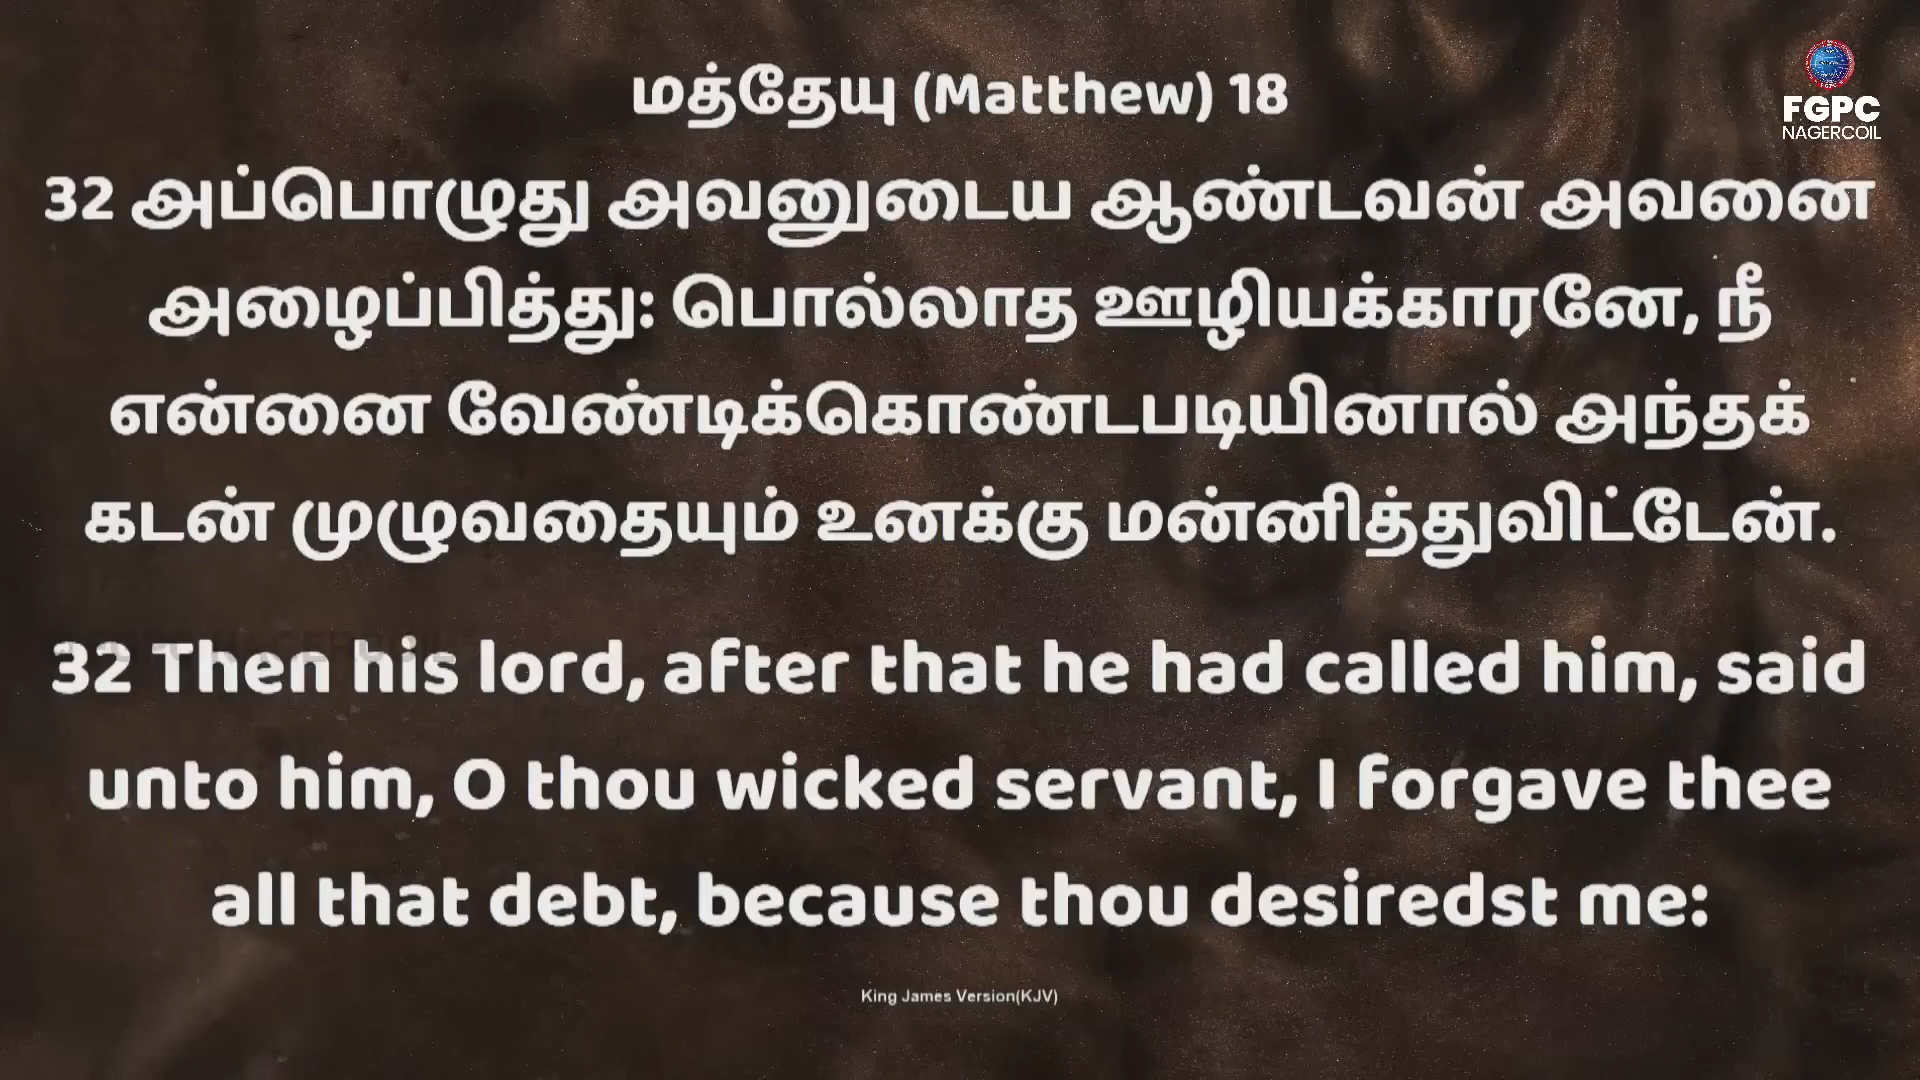 மத்தேயு (Matthew) 18
FGPC
NAGERCOIL
32 அப்பொழுது அவனுடைய ஆண்டவன் அவனை
அழைப்பித்து: பொல்லாத ஊழியக்காரனே, நீ
என்னை வேண்டிக்கொண்டபடியினால் அந்தக்
கடன் முழுவதையும் உனக்கு மன்னித்துவிட்டேன்.
32 Then his lord, after that he had called him, said
unto him, O thou wicked servant, I forgave thee
all that debt, because thou desiredst me:
King James Version(KJV)